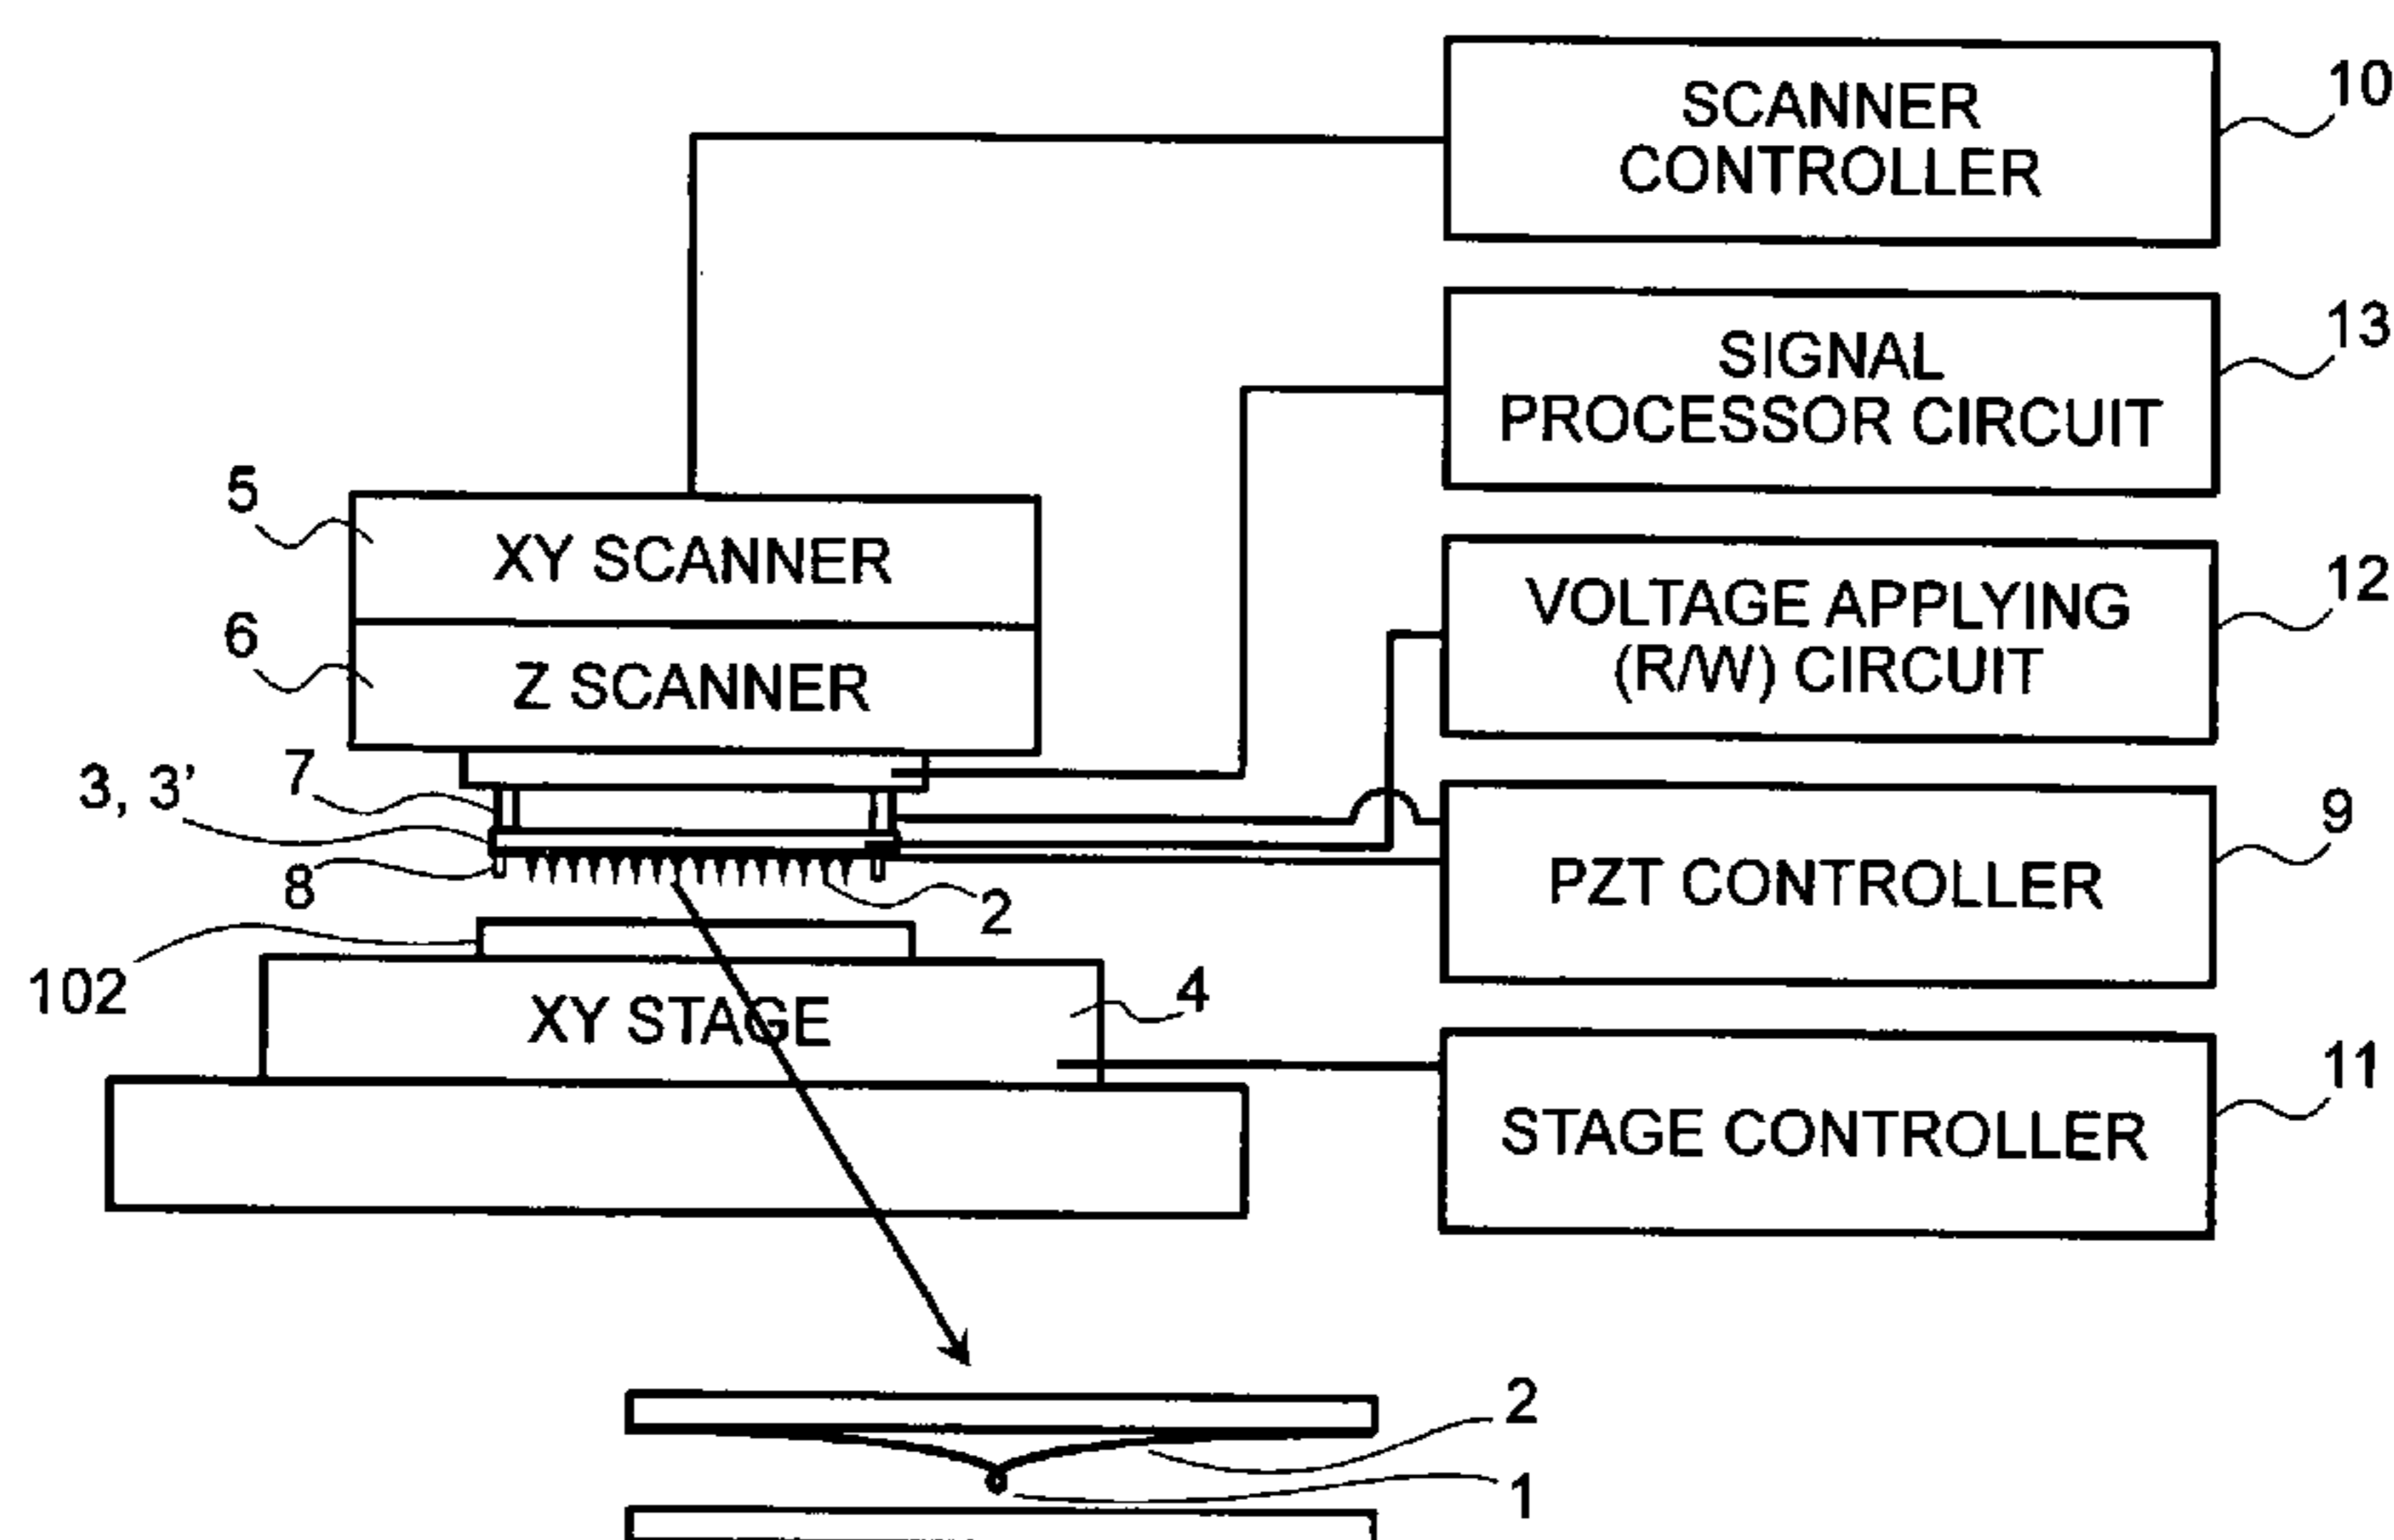 10
SCANNER
CONTROLLER
13
SIGNAL
PROCESSOR CIRCUIT
5
XY SCANNER
12
VOLTAGE APPLYING
(R/W) CIRCUIT
6
Z SCANNER
7
3, 3’
9
PZT CONTROLLER
8
2
102
XY STAGE
4
11
STAGE CONTROLLER
2
1